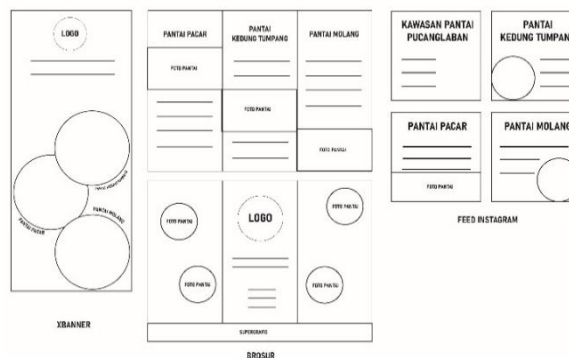 LOGO
PANTAI PACAR
PANTAI MOLANG
XBANNER
PANTAI PACAR
FOTO PANTAI
PANTAI
KEDUNG TUMPANG
FOTO PANTAI
PANTAI MOLANG
FOTO PANTAI
FOTO PANTAI
FOTO PANTAI
LOGO
FOTO PANTAI
FOTO PANTAI
SUPERGRAFIS
BROSUR
KAWASAN PANTAI
PUCANGLABAN
PANTAI
KEDUNG TUMPANG
PANTAI PACAR
FOTO PANTAI
PANTAI MOLANG
FEED INSTAGRAM